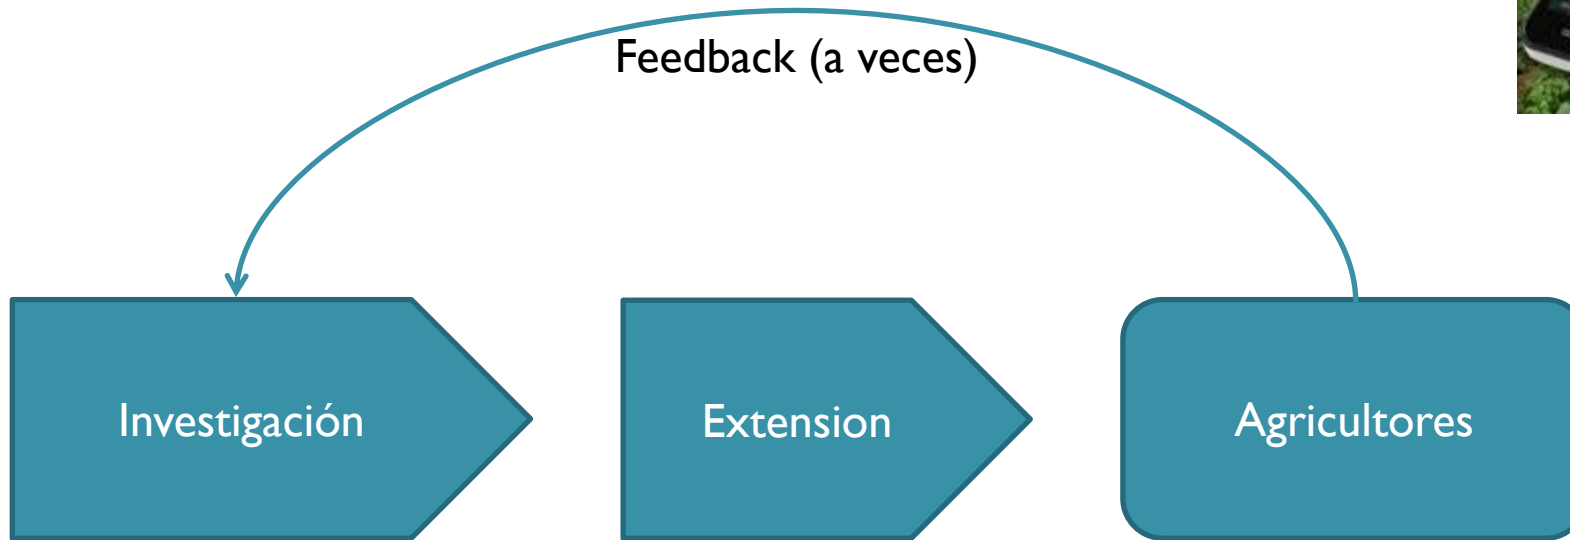 Feedback (a veces)
Investigación
Extension
Agricultores